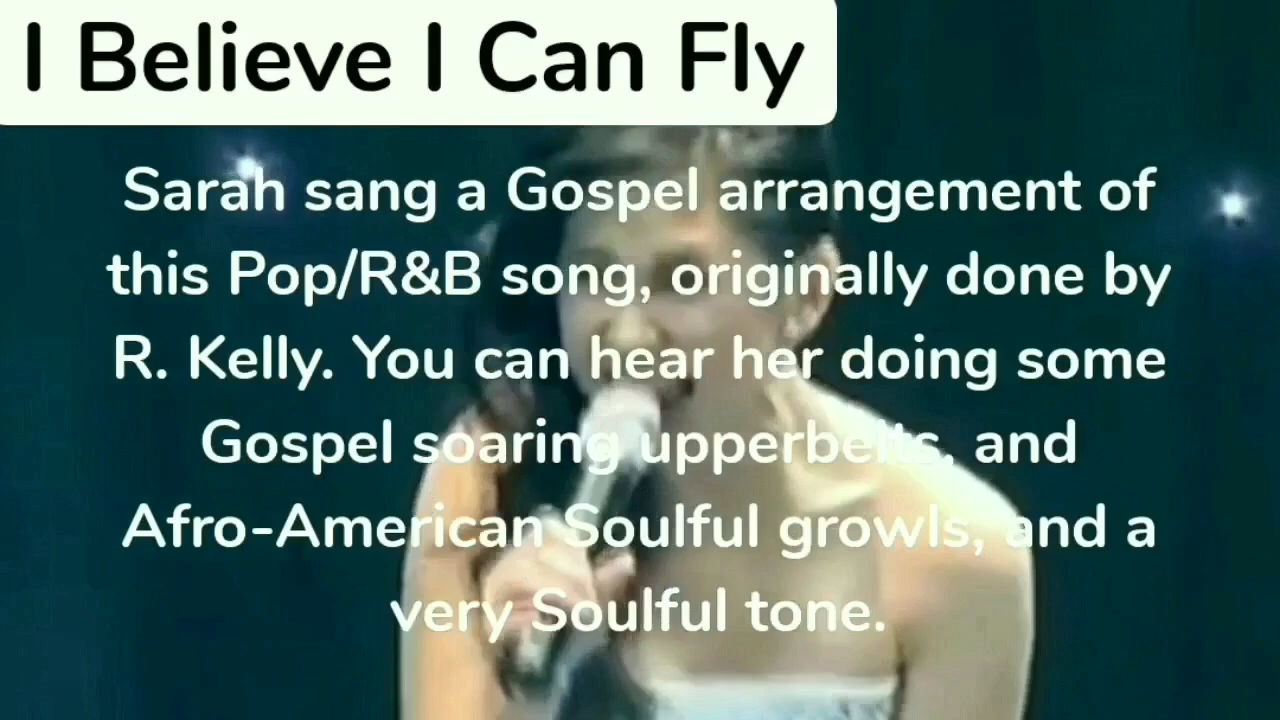 I Believe I Can Fly
Sarah sang a Gospel arrangement of
this Pop/R&B song, originally done by
R. Kelly. You can hear her doing some
Gospel soaring upperbelts, and
Afro-American Soulful growls, and a
very Soulful tone.